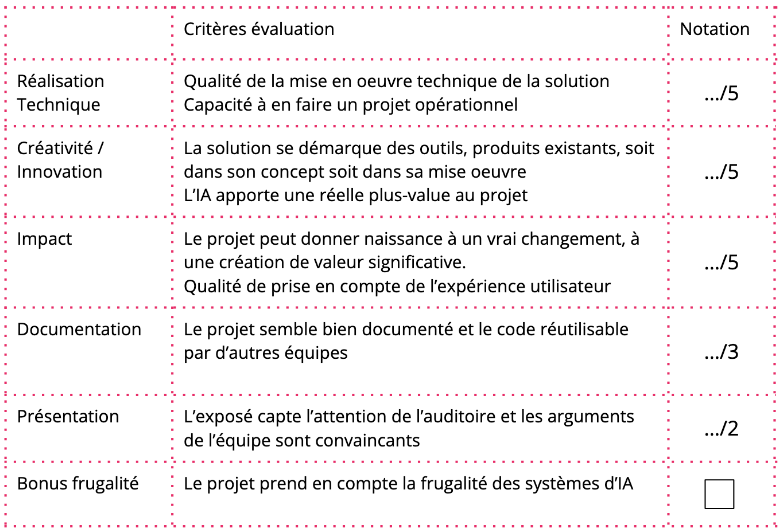 Critères évaluation
Notation
Réalisation
Technique
Qualité de la mise en oeuvre technique de la solution
Capacité à en faire un projet opérationnel
.../5
Créativité /
Innovation
La solution se démarque des outils, produits existants, soit
dans son concept soit dans sa mise oeuvre
L’IA apporte une réelle plus-value au projet
.../5
Impact
Le projet peut donner naissance à un vrai changement, à
une création de valeur significative.
Qualité de prise en compte de l’expérience utilisateur
.../5
Documentation
Le projet semble bien documenté et le code réutilisable
par d’autres équipes
.../3
Présentation
L’exposé capte l’attention de l’auditoire et les arguments
de l’équipe sont convaincants
.../2
Bonus frugalité
Le projet prend en compte la frugalité des systèmes d’IA